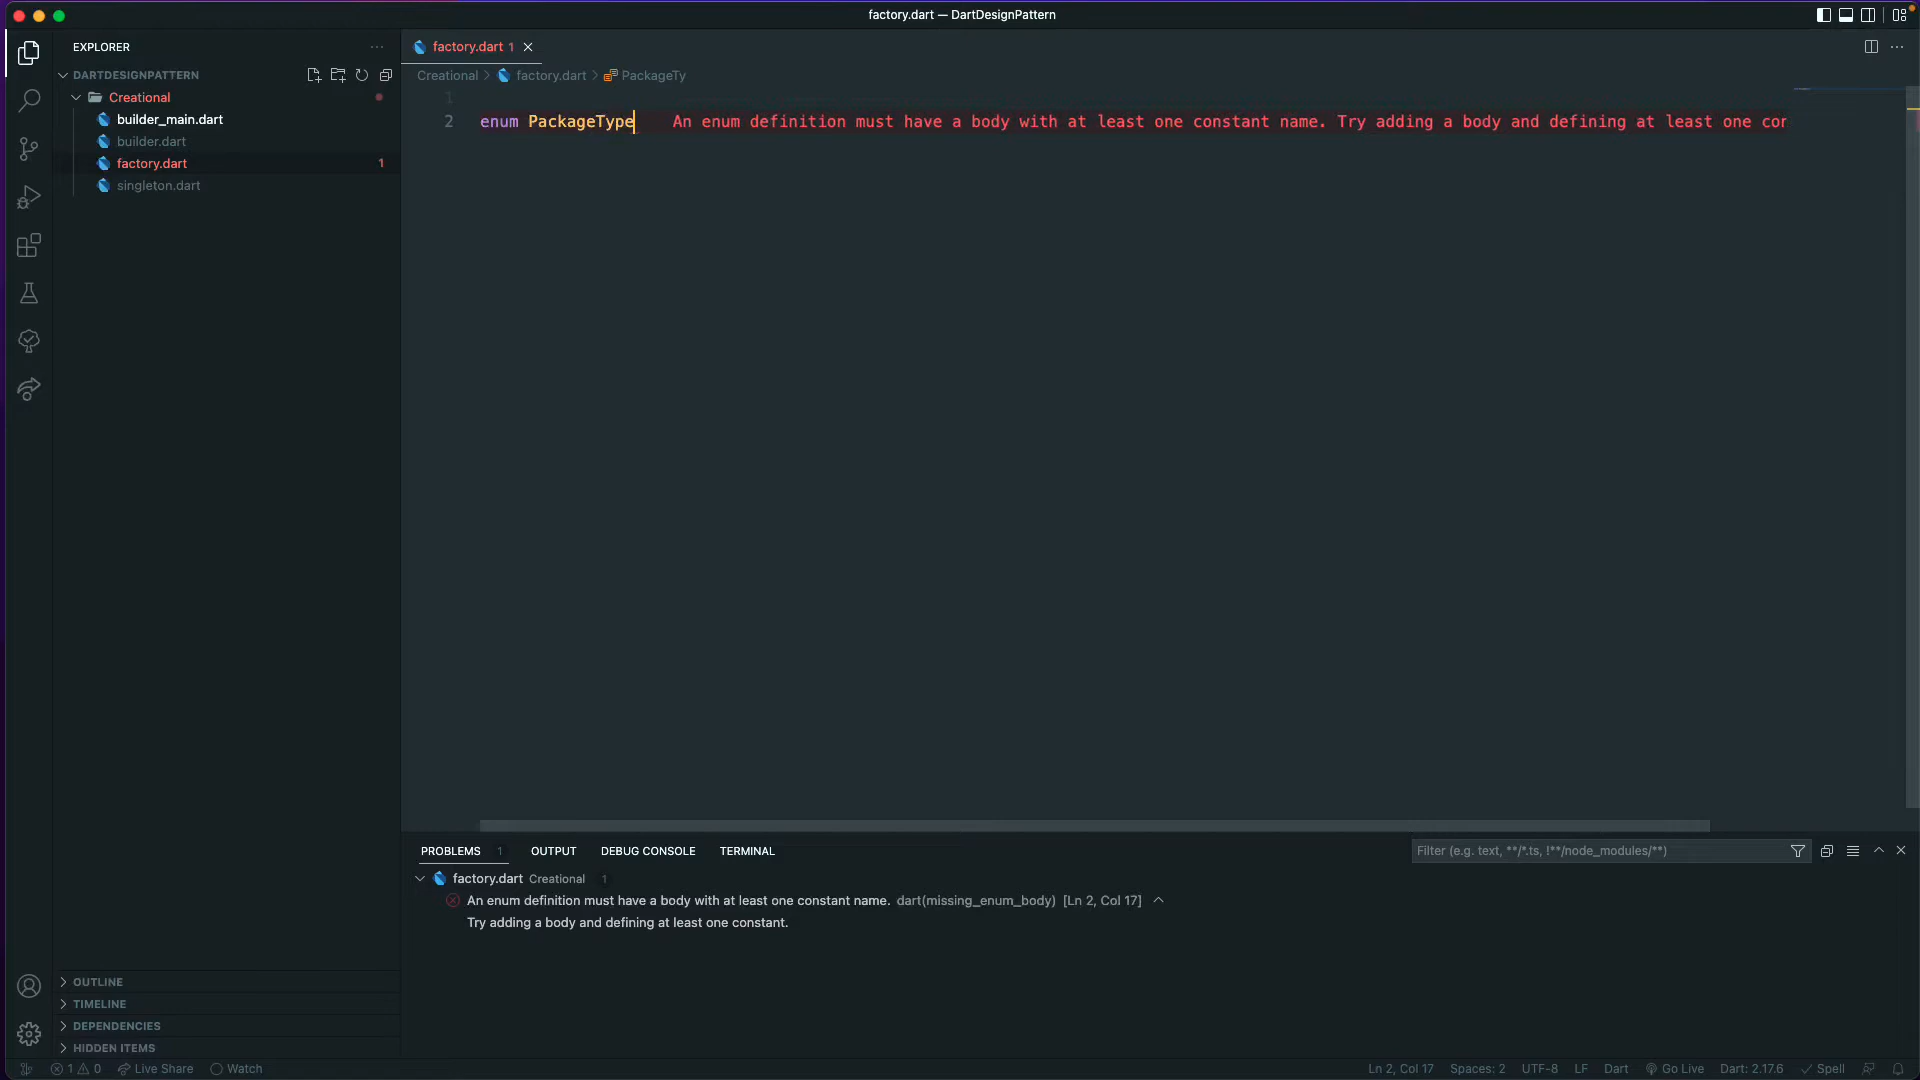 factory.dart — DartDesignPattern
EXPLORER
DARTDESIGNPATTERN
Creational
builder_main.dart
builder.dart
factory.dart 1
singleton.dart
OUTLINE
TIMELINE
DEPENDENCIES
HIDDEN ITEMS
factory.dart 1
Creational > factory.dart > PackageTy
1
2 enum PackageType An enum definition must have a body with at least one constant name. Try adding a body and defining at least one con
PROBLEMS 1 OUTPUT DEBUG CONSOLE TERMINAL
Filter (e.g. text, **/*.ts, !**/node_modules/**)
factory.dart Creational 1
An enum definition must have a body with at least one constant name. dart(missing_enum_body) [Ln 2, Col 17]
Try adding a body and defining at least one constant.
1 0 Live Share Watch
Ln 2, Col 17 Spaces: 2 UTF-8 LF Dart Go Live Dart: 2.17.6 Spell